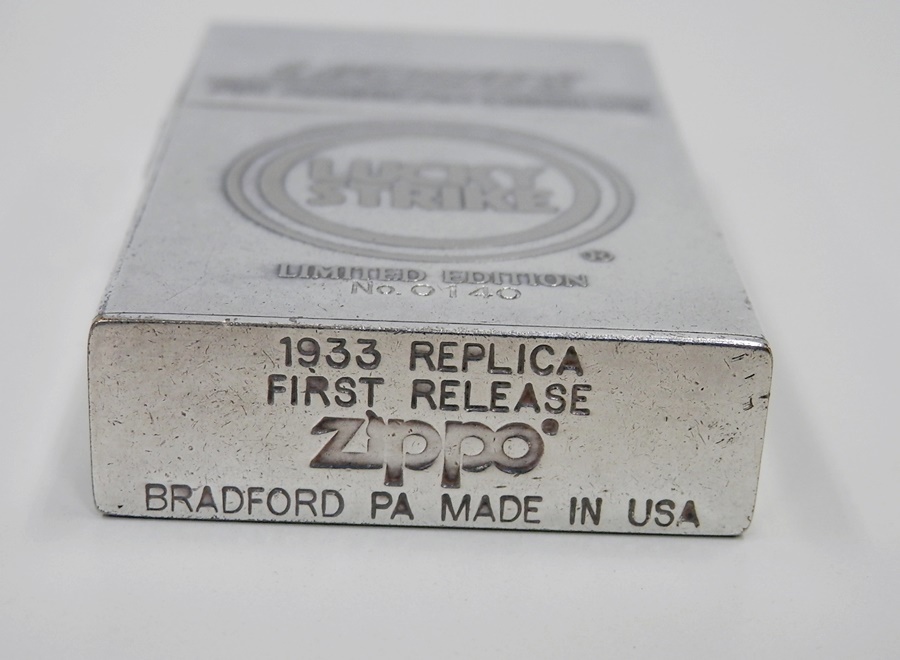 LUCKY
STRIKE
®
LIMITED EDITION
No. 0140
1933 REPLICA
FIRST RELEASE
Zippo®
BRADFORD PA MADE IN USA